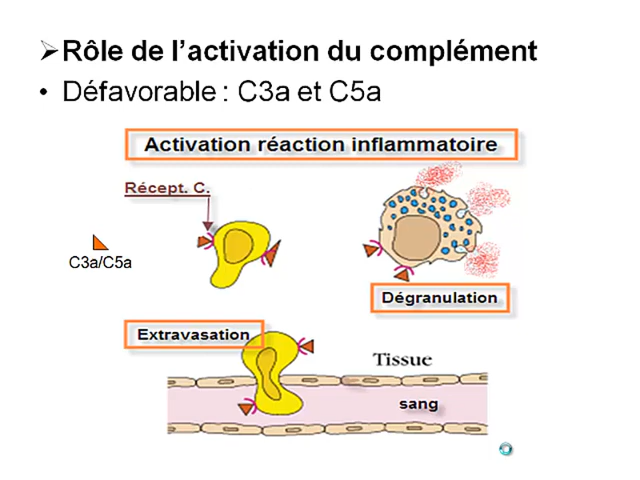 ➢Rôle de l’activation du complément
• Défavorable : C3a et C5a
Activation réaction inflammatoire
Récept. C.
C3a/C5a
Dégranulation
Extravasation
Tissue
sang